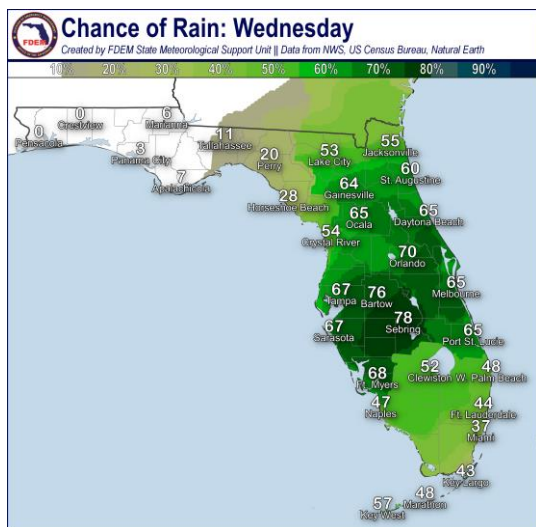 FDEM
Chance of Rain: Wednesday
Created by FDEM State Meteorological Support Unit || Data from NWS, US Census Bureau, Natural Earth
10% 20% 30% 40% 50% 60% 70% 80% 90%
0
Pensacola
0
Crestview
6
Marianna
3
Panama City
7
Apalachicola
11
Tallahassee
20
Perry
53
Lake City
55
Jacksonville
60
St. Augustine
64
Gainesville
28
Horseshoe Beach
65
Ocala
65
Daytona Beach
54
Crystal River
70
Orlando
67
Tampa
76
Bartow
65
Melbourne
67
Sarasota
78
Sebring
65
Port St. Lucie
68
Ft. Myers
52
Clewiston
48
W. Palm Beach
47
Naples
44
Ft. Lauderdale
37
Miami
43
Key Largo
48
Marathon
57
Key West